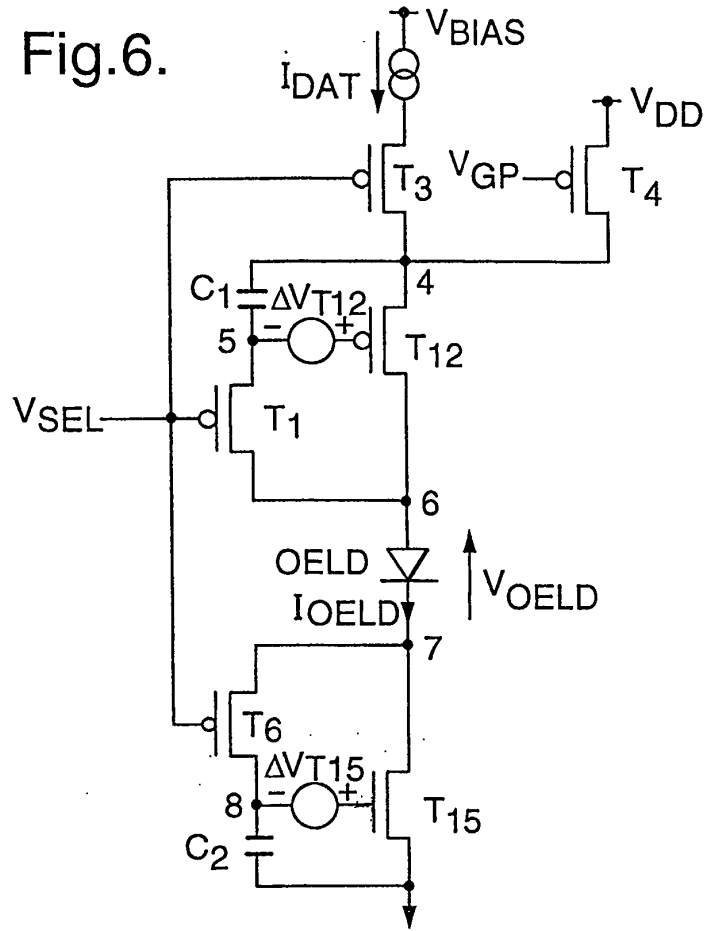 Fig.6.
VBIAS
IDAT
VDD
T3
VGP
T4
4
C1
ΔVT12
5
−
+
T12
VSEL
T1
6
OELD
VOELD
IOELD
7
T6
ΔVT15
8
−
+
T15
C2